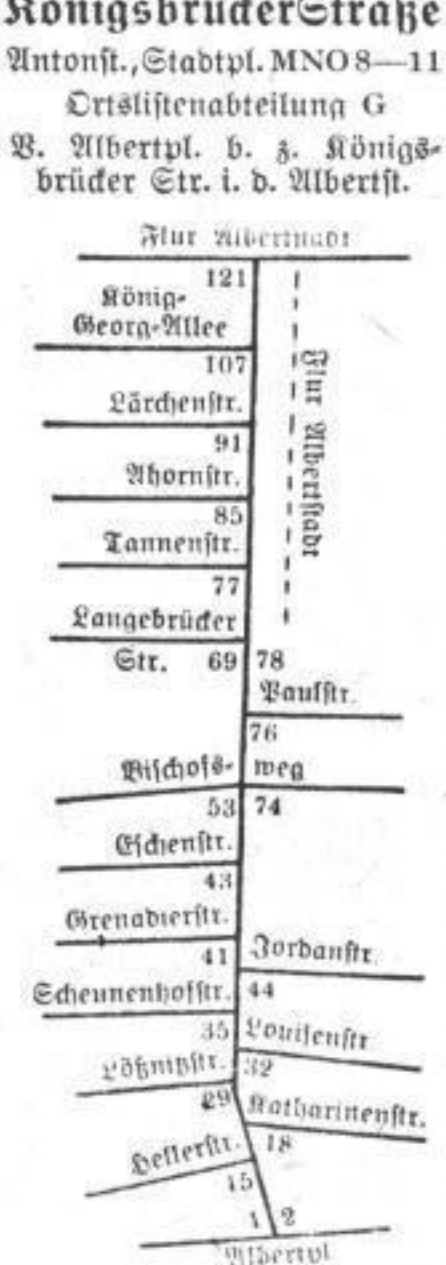 Königsbrücker Straße
Antonst., Stadtpl. MNO 8—11
Ortslistenabteilung G
V. Albertpl. b. z. Königs-
brücker Str. i. d. Albertst.
Flur Albertstadt
121
König-
Georg-Allee
107
Lärchenstr.
Flur Albertstadt
91
Ahornstr.
85
Tannenstr.
77
Langebrücker
Str. 69 78
Paulstr.
76
Bischofs- weg
53 74
Eschenstr.
43
Grenadierstr.
41 Jordanstr.
Scheunenhofstr. 44
35 Louisenstr.
Lößnitzstr. 32
29 Katharinenstr.
Hellerstr. 18
15
1 2
Albertpl.